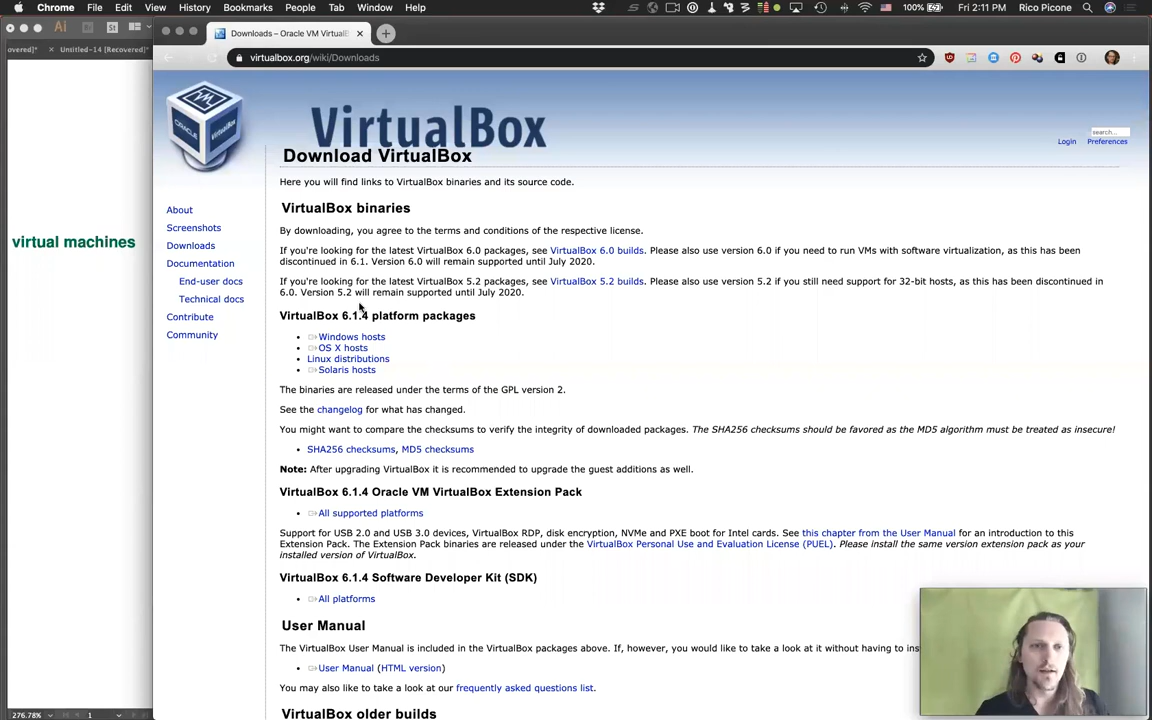 Chrome File Edit View History Bookmarks People Tab Window Help 100% Fri 2:11 PM Rico Picone
Ai Br St
overed]* × Untitled-14 [Recovered]*
Downloads – Oracle VM VirtualB × +
virtualbox.org/wiki/Downloads
ORACLE
VM
VirtualBox
VirtualBox
search...
Login Preferences
Download VirtualBox
Here you will find links to VirtualBox binaries and its source code.
About
Screenshots
Downloads
Documentation
End-user docs
Technical docs
Contribute
Community
virtual machines
VirtualBox binaries
By downloading, you agree to the terms and conditions of the respective license.
If you're looking for the latest VirtualBox 6.0 packages, see VirtualBox 6.0 builds. Please also use version 6.0 if you need to run VMs with software virtualization, as this has been
discontinued in 6.1. Version 6.0 will remain supported until July 2020.
If you're looking for the latest VirtualBox 5.2 packages, see VirtualBox 5.2 builds. Please also use version 5.2 if you still need support for 32-bit hosts, as this has been discontinued in
6.0. Version 5.2 will remain supported until July 2020.
VirtualBox 6.1.4 platform packages
• Windows hosts
• OS X hosts
• Linux distributions
• Solaris hosts
The binaries are released under the terms of the GPL version 2.
See the changelog for what has changed.
You might want to compare the checksums to verify the integrity of downloaded packages. The SHA256 checksums should be favored as the MD5 algorithm must be treated as insecure!
• SHA256 checksums, MD5 checksums
Note: After upgrading VirtualBox it is recommended to upgrade the guest additions as well.
VirtualBox 6.1.4 Oracle VM VirtualBox Extension Pack
• All supported platforms
Support for USB 2.0 and USB 3.0 devices, VirtualBox RDP, disk encryption, NVMe and PXE boot for Intel cards. See this chapter from the User Manual for an introduction to this
Extension Pack. The Extension Pack binaries are released under the VirtualBox Personal Use and Evaluation License (PUEL). Please install the same version extension pack as your
installed version of VirtualBox.
VirtualBox 6.1.4 Software Developer Kit (SDK)
• All platforms
User Manual
The VirtualBox User Manual is included in the VirtualBox packages above. If, however, you would like to take a look at it without having to ins
• User Manual (HTML version)
You may also like to take a look at our frequently asked questions list.
VirtualBox older builds
276.78% 1